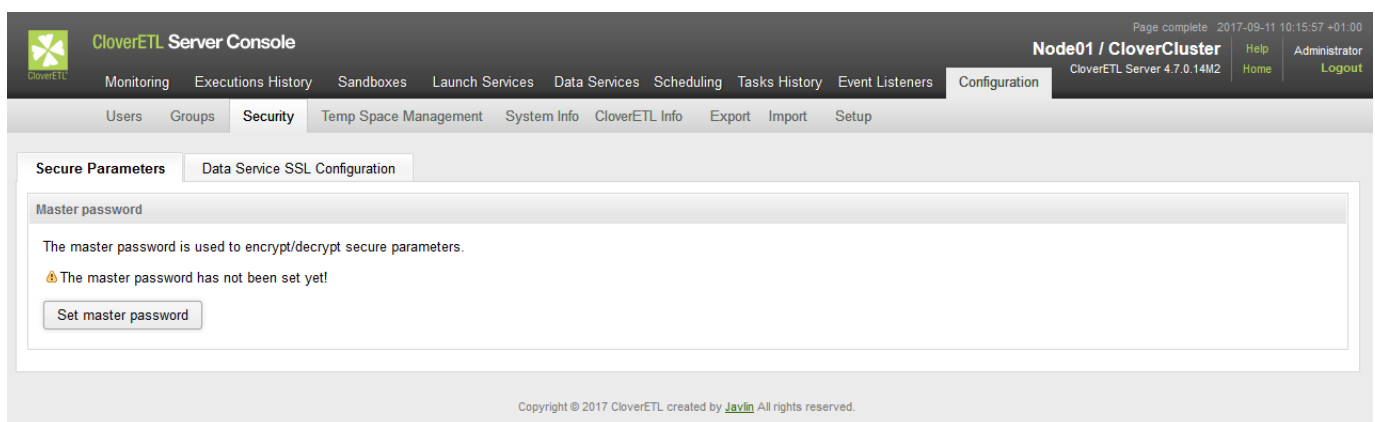 Page complete 2017-09-11 10:15:57 +01:00
CloverETL Server Console
Node01 / CloverCluster Help Administrator
CloverETL
CloverETL Server 4.7.0.14M2 Home Logout
Monitoring Executions History Sandboxes Launch Services Data Services Scheduling Tasks History Event Listeners Configuration
Users Groups Security Temp Space Management System Info CloverETL Info Export Import Setup
Secure Parameters Data Service SSL Configuration
Master password
The master password is used to encrypt/decrypt secure parameters.
The master password has not been set yet!
Set master password
Copyright © 2017 CloverETL created by Javlin All rights reserved.